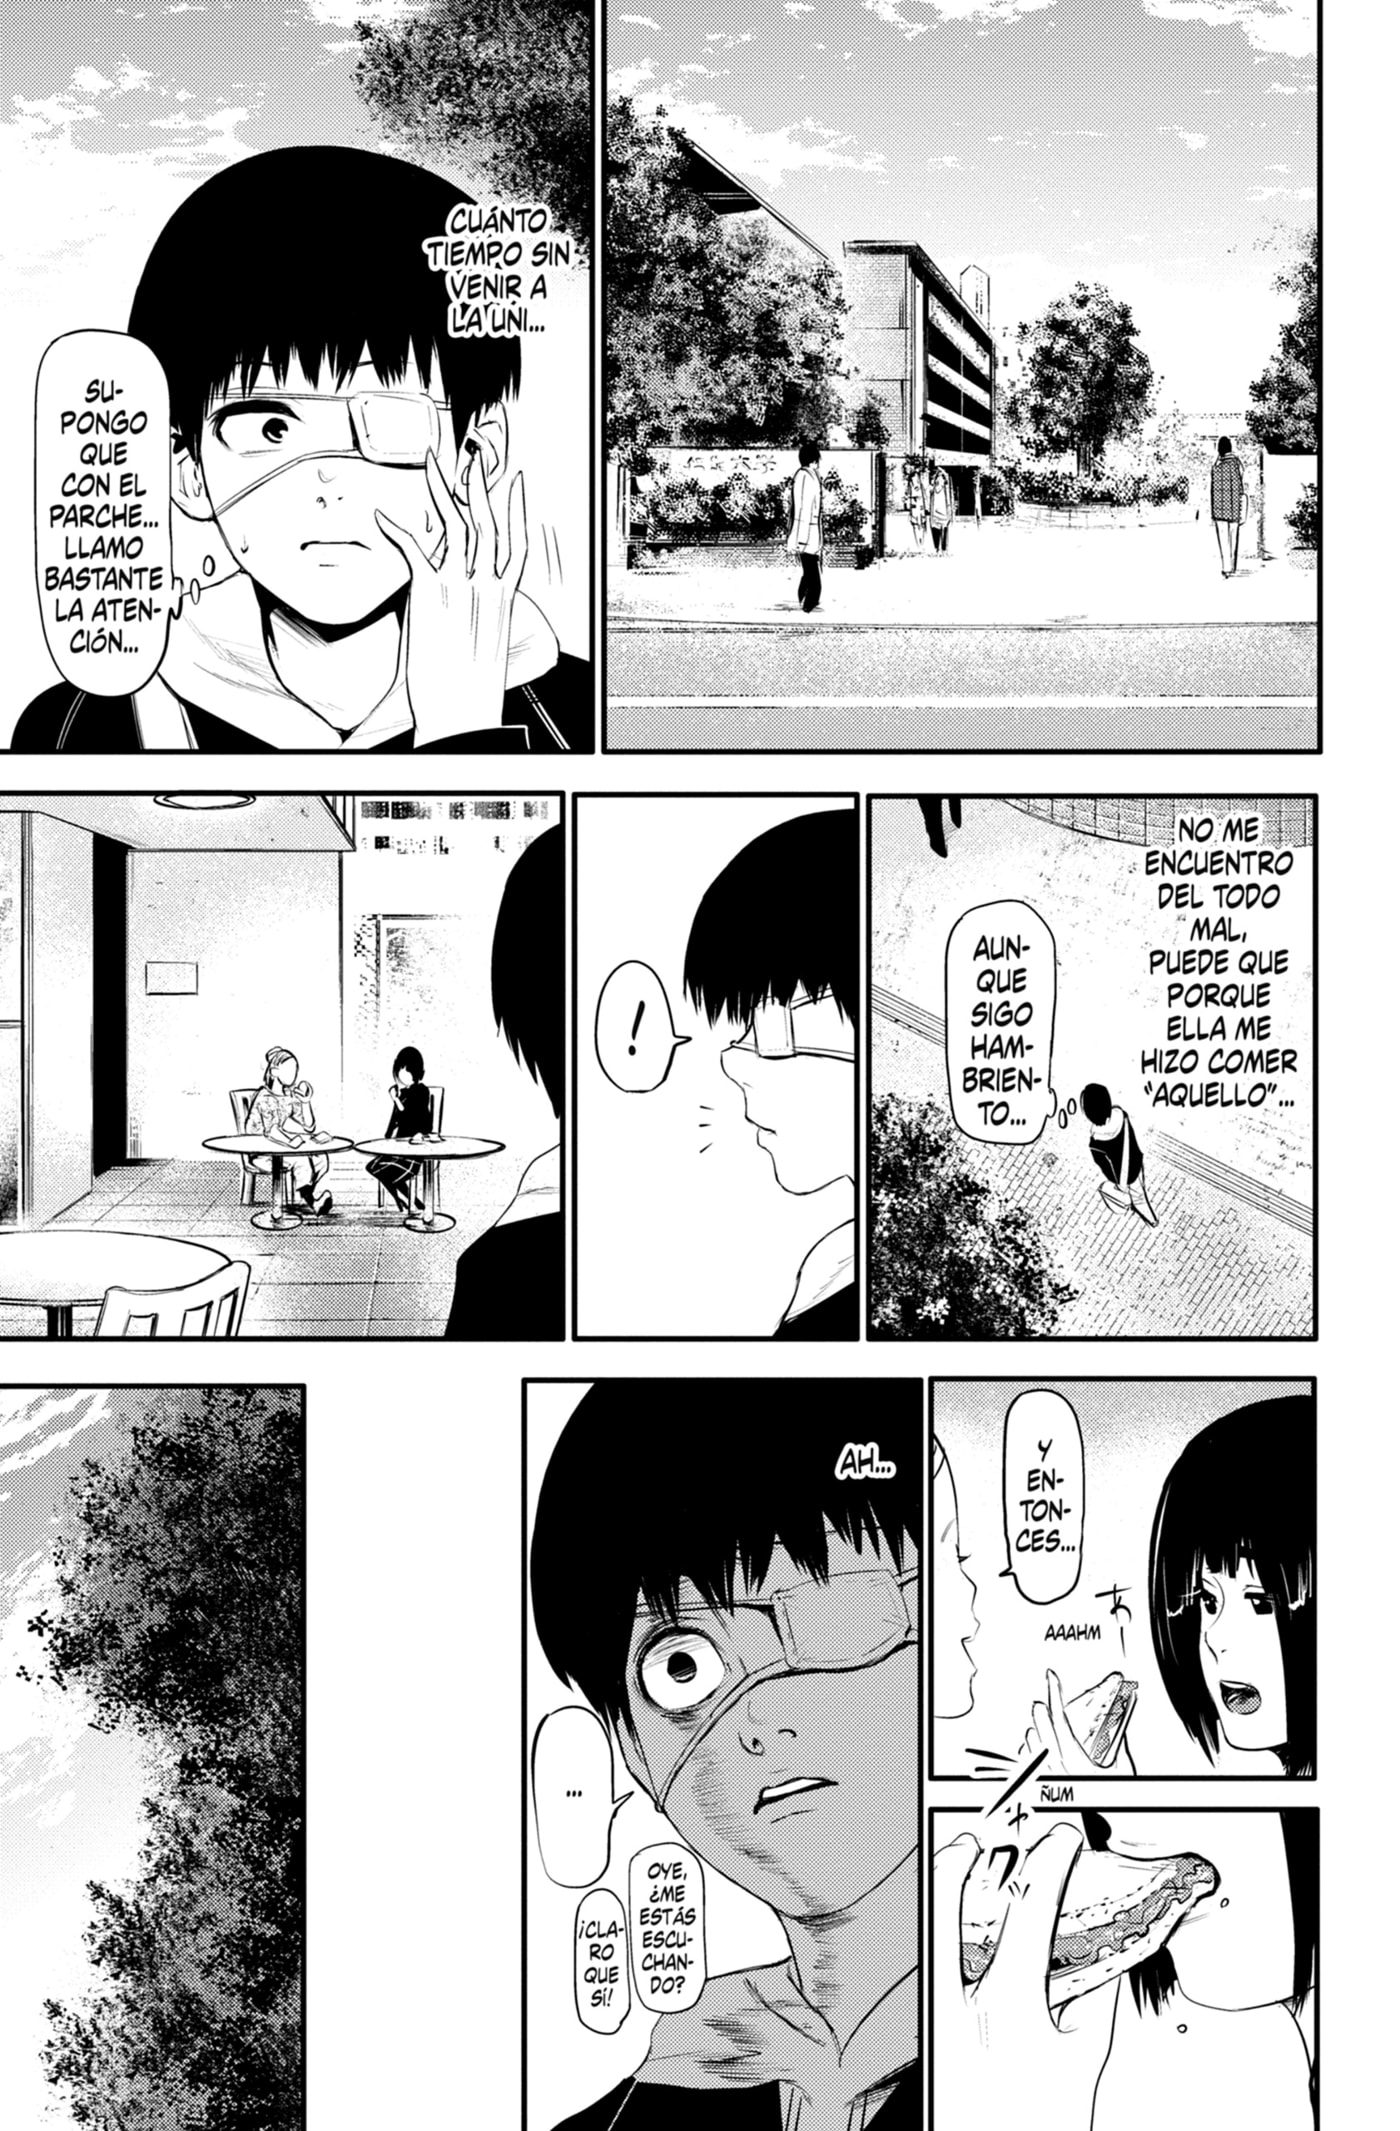 CUÁNTO
TIEMPO SIN
VENIR A
LA UNI...
SU-
PONGO
QUE
CON EL
PARCHE...
LLAMO
BASTANTE
LA ATEN-
CIÓN...
NO ME
ENCUENTRO
DEL TODO
MAL,
PUEDE QUE
PORQUE
ELLA ME
HIZO COMER
"AQUELLO"...
AUN-
QUE
SIGO
HAM-
BRIEN-
TO...
!
Y
EN-
TON-
CES...
あー
AAAHM
ÑUM
AH...
...
OYE,
¿ME
ESTÁS
ESCU-
CHAN-
DO?
¡CLA-
RO
QUE
SÍ!